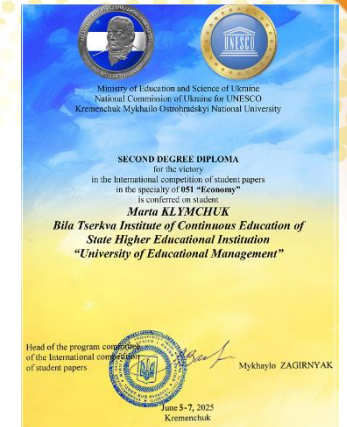 UNESCO
Ministry of Education and Science of Ukraine
National Commission of Ukraine for UNESCO
Kremenchuk Mykhailo Ostrohradskyi National University
SECOND DEGREE DIPLOMA
for the victory
in the International competition of student papers
in the specialty of 051 “Economy”
is conferred on student
Marta KLYMCHUK
Bila Tserkva Institute of Continuous Education of
State Higher Educational Institution
“University of Educational Management”
Head of the program committee
of the International competition
of student papers
Mykhaylo ZAGIRNYAK
June 5-7, 2025
Kremenchuk